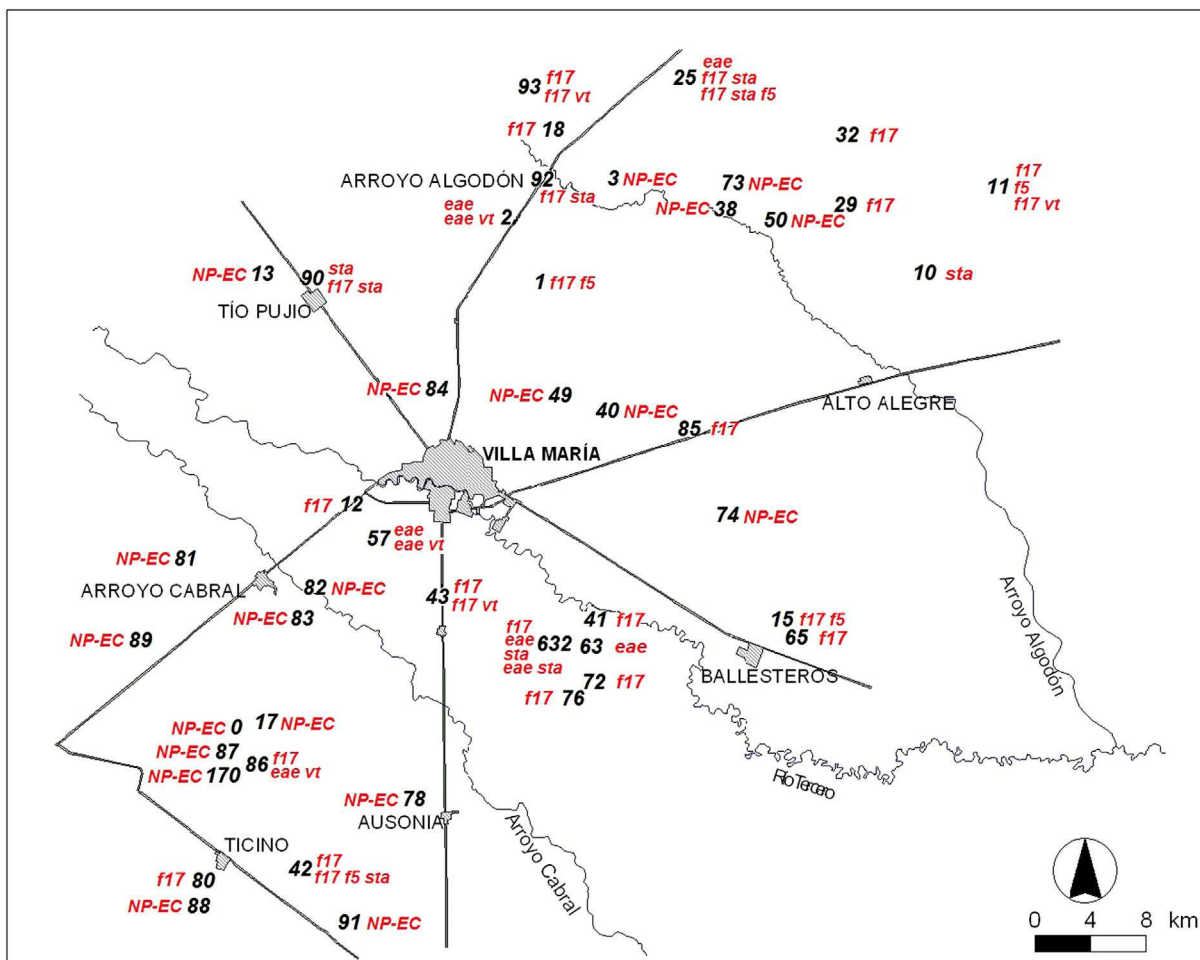 93 f17
f17 vt
25 eae
f17 sta
f17 sta f5
f17 18
32 f17
ARROYO ALGODÓN 92
f17 sta
3 NP-EC
73 NP-EC
11 f17
f5
f17 vt
eae
eae vt 2
NP-EC 38
50 NP-EC
29 f17
NP-EC 13
90 sta
f17 sta
TÍO PUJIO
1 f17 f5
10 sta
NP-EC 84
NP-EC 49
40 NP-EC
85 f17
ALTO ALEGRE
VILLA MARÍA
f17 12
57 eae
eae vt
74 NP-EC
NP-EC 81
ARROYO CABRAL
82 NP-EC
NP-EC 83
43 f17
f17 vt
NP-EC 89
f17
eae
sta
eae sta
632
41 f17
63 eae
72 f17
f17 76
15 f17 f5
65 f17
BALLESTEROS
Arroyo Algodón
NP-EC 0
17 NP-EC
NP-EC 87
86 f17
eae vt
NP-EC 170
Río Tercero
NP-EC 78
AUSONIA
Arroyo Cabral
TICINO
42 f17
f17 f5 sta
f17 80
NP-EC 88
91 NP-EC
0 4 8 km